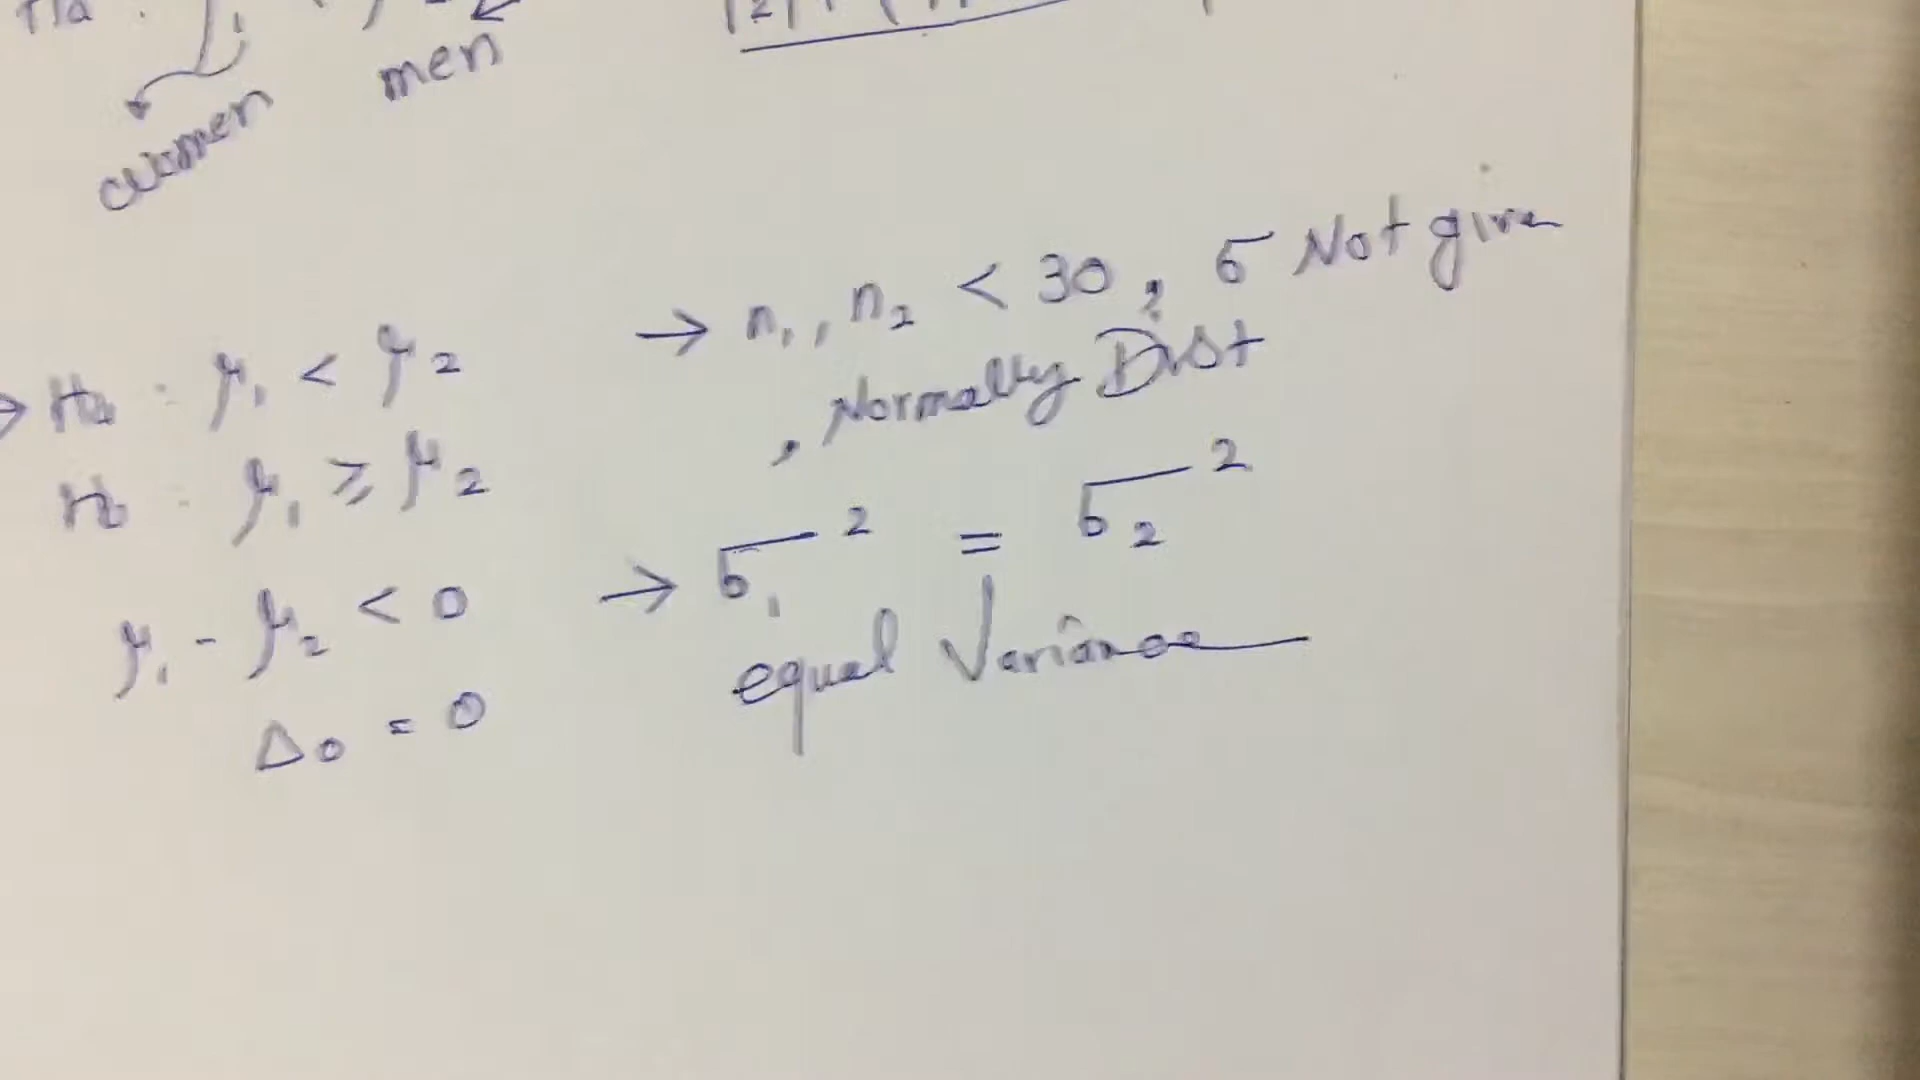 men
women
→ n₁, n₂ < 30, σ Not given
, Normally Dist
→ Ha : μ₁ < μ₂
H₀ : μ₁ ≥ μ₂
μ₁ - μ₂ < 0
Δ₀ = 0
→ σ₁² = σ₂²
equal Variance